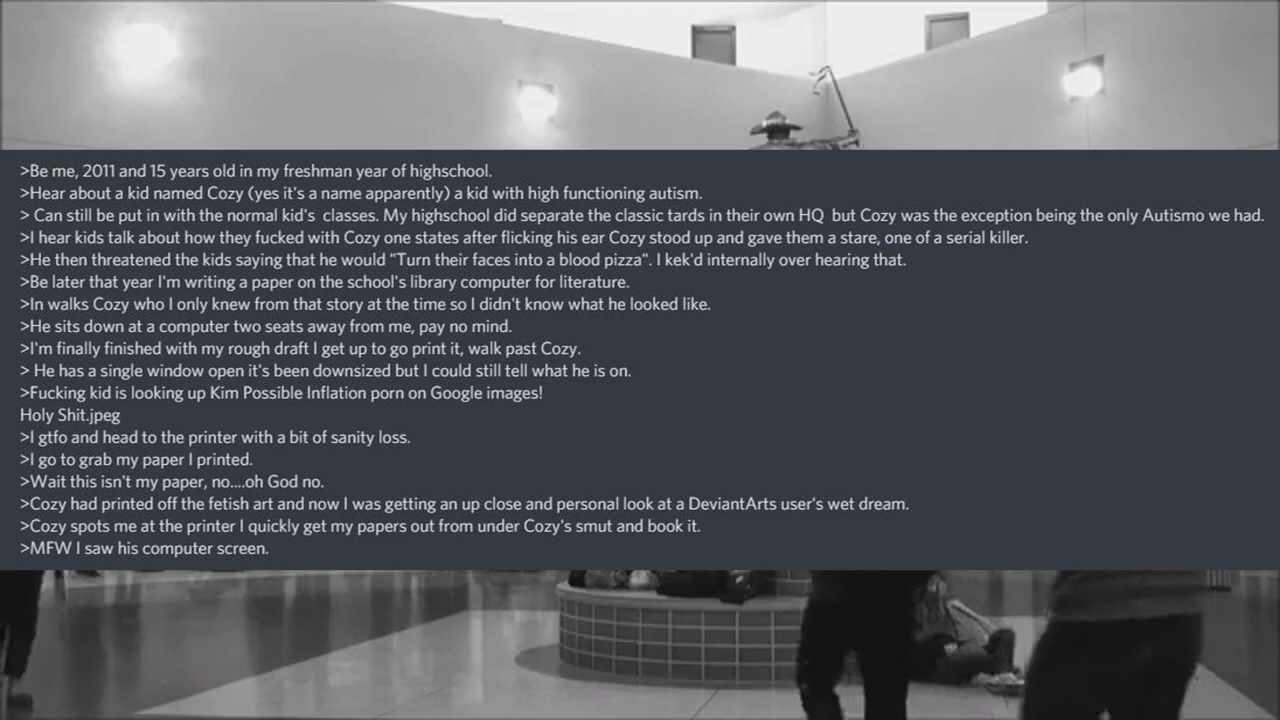 >Be me, 2011 and 15 years old in my freshman year of highschool.
>Hear about a kid named Cozy (yes it's a name apparently) a kid with high functioning autism.
> Can still be put in with the normal kid's  classes. My highschool did separate the classic tards in their own HQ  but Cozy was the exception being the only Autismo we had.
>I hear kids talk about how they fucked with Cozy one states after flicking his ear Cozy stood up and gave them a stare, one of a serial killer.
>He then threatened the kids saying that he would "Turn their faces into a blood pizza". I kek'd internally over hearing that.
>Be later that year I'm writing a paper on the school's library computer for literature.
>In walks Cozy who I only knew from that story at the time so I didn't know what he looked like.
>He sits down at a computer two seats away from me, pay no mind.
>I'm finally finished with my rough draft I get up to go print it, walk past Cozy.
> He has a single window open it's been downsized but I could still tell what he is on.
>Fucking kid is looking up Kim Possible Inflation porn on Google images!
Holy Shit.jpeg
>I gtfo and head to the printer with a bit of sanity loss.
>I go to grab my paper I printed.
>Wait this isn't my paper, no....oh God no.
>Cozy had printed off the fetish art and now I was getting an up close and personal look at a DeviantArts user's wet dream.
>Cozy spots me at the printer I quickly get my papers out from under Cozy's smut and book it.
>MFW I saw his computer screen.